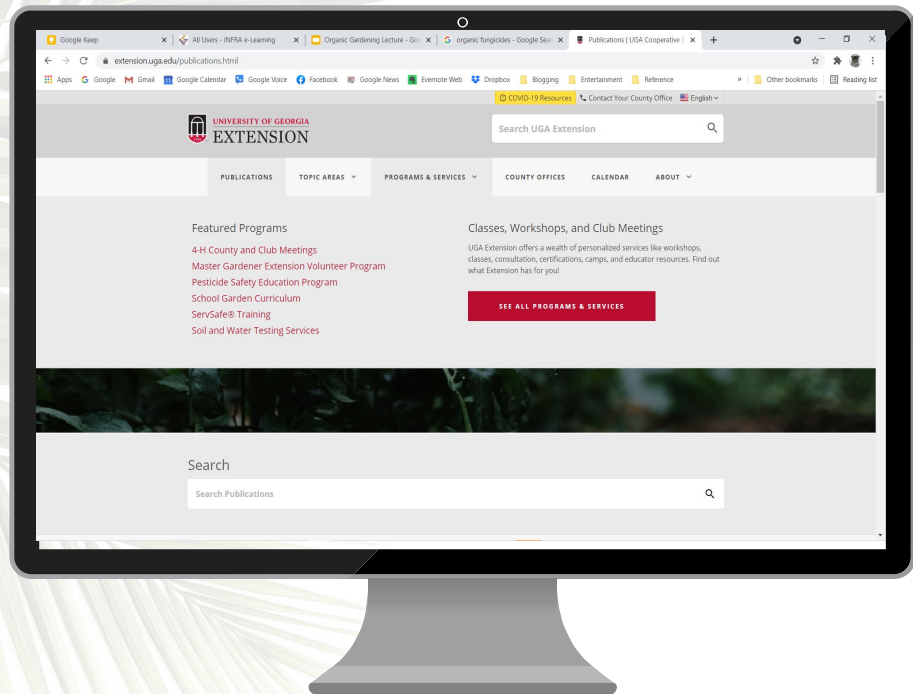 Google Keep
All Users - INFRA e-Learning
Organic Gardening Lecture - Goo
organic fungicides - Google Sear
Publications | UGA Cooperative E
extension.uga.edu/publications.html
Apps Google Gmail Google Calendar Google Voice Facebook Google News Evernote Web Dropbox Blogging Entertainment Reference » Other bookmarks Reading list
COVID-19 Resources Contact Your County Office English
UNIVERSITY OF GEORGIA
EXTENSION
Search UGA Extension
PUBLICATIONS TOPIC AREAS PROGRAMS & SERVICES COUNTY OFFICES CALENDAR ABOUT
Featured Programs
4-H County and Club Meetings
Master Gardener Extension Volunteer Program
Pesticide Safety Education Program
School Garden Curriculum
ServSafe® Training
Soil and Water Testing Services
Classes, Workshops, and Club Meetings
UGA Extension offers a wealth of personalized services like workshops,
classes, consultation, certifications, camps, and educator resources. Find out
what Extension has for you!
SEE ALL PROGRAMS & SERVICES
Search
Search Publications